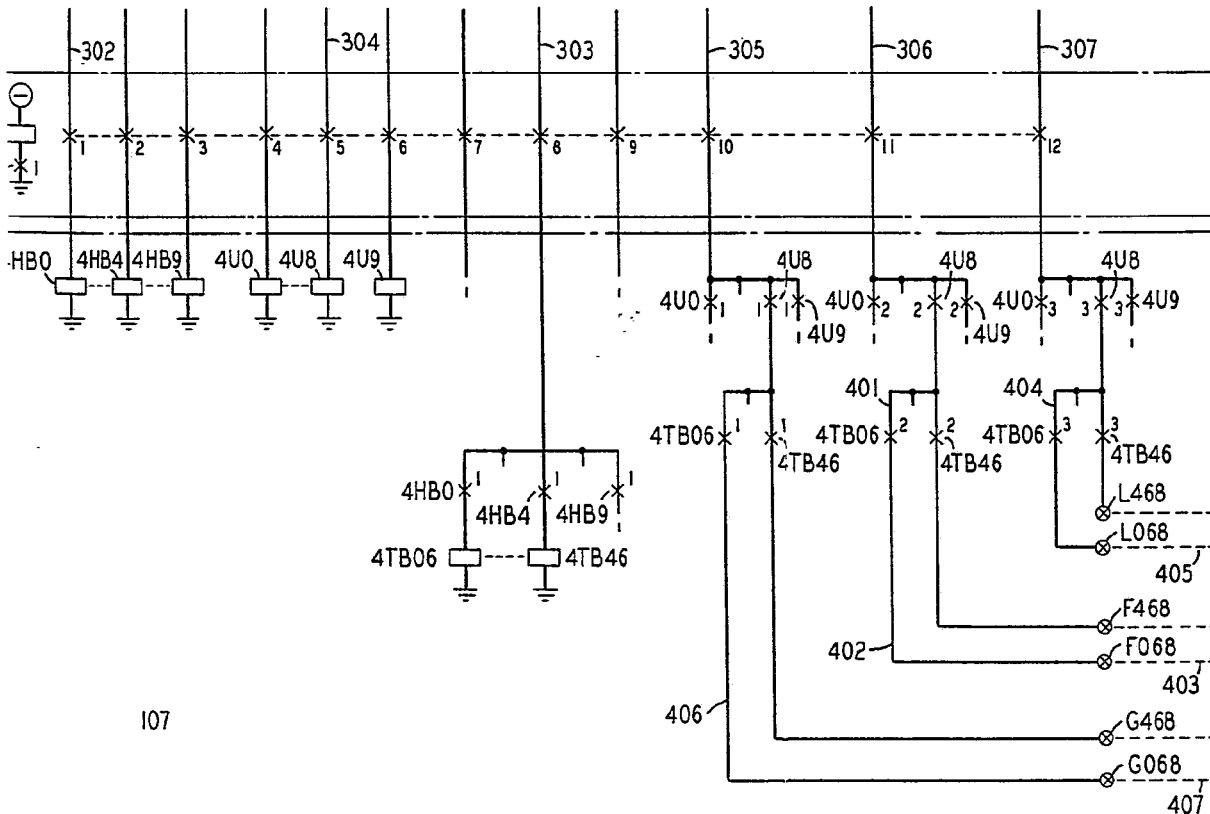 302 304 303 305 306 307
1
1 2 3 4 5 6 7 8 9 10 11 12
4HB0 4HB4 4HB9 4U0 4U8 4U9
4U8 4U8 4U8
4U0 1 1 4U0 2 2 2 4U0 3 3 4U9
4U9 4U9
401 404
1 1 2 2 3 3
4TB06 4TB06 4TB06
4TB46 4TB46 4TB46
1 1 1
4HB0 4HB4 4HB9
L468
L068
4TB06 4TB46
405
F468
402 F068
403
107 406
G468
G068
407